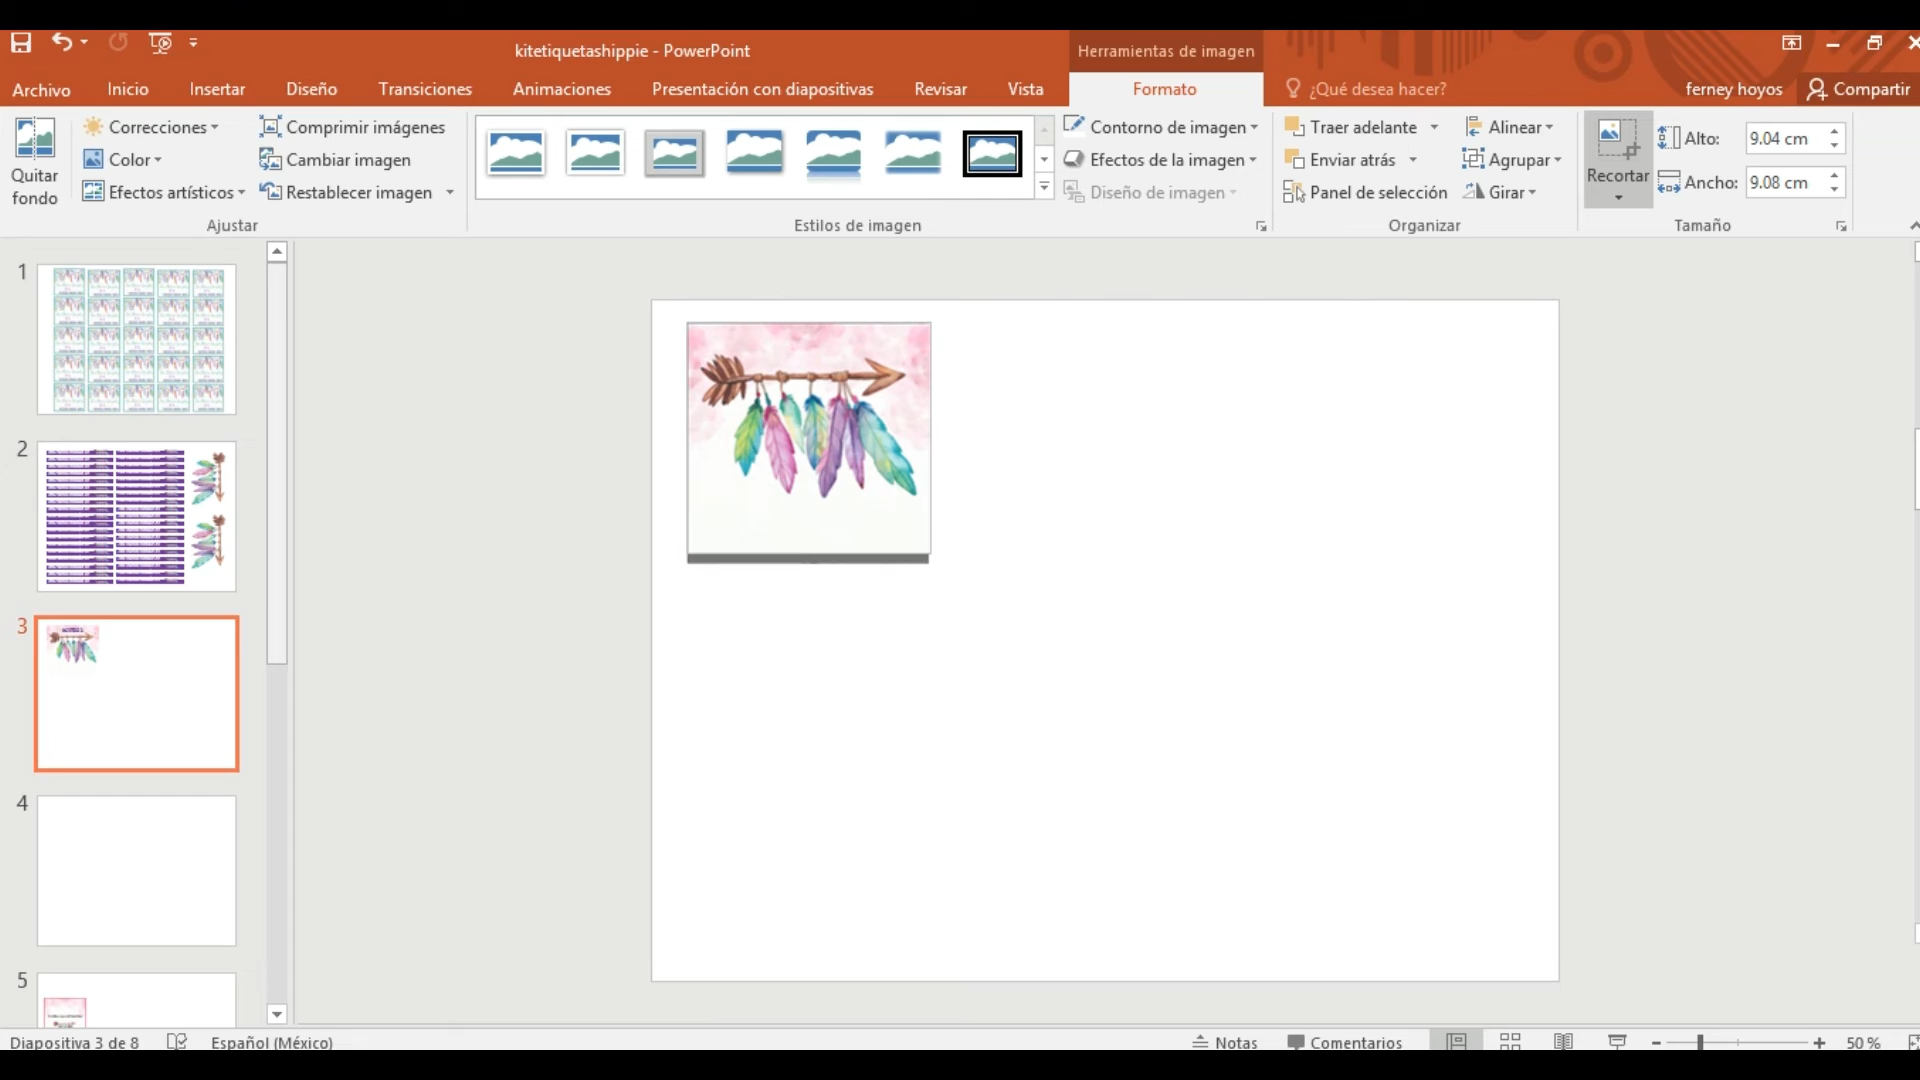 kitetiquetashippie - PowerPoint
Herramientas de imagen
Archivo Inicio Insertar Diseño Transiciones Animaciones Presentación con diapositivas Revisar Vista Formato ¿Qué desea hacer? ferney hoyos Compartir
Quitar fondo
Correcciones
Color
Efectos artísticos
Comprimir imágenes
Cambiar imagen
Restablecer imagen
Ajustar
Estilos de imagen
Contorno de imagen
Efectos de la imagen
Diseño de imagen
Traer adelante
Enviar atrás
Panel de selección
Alinear
Agrupar
Girar
Organizar
Recortar
Alto: 9.04 cm
Ancho: 9.08 cm
Tamaño
1
2
3
4
5
Diapositiva 3 de 8 Español (México) Notas Comentarios 50 %